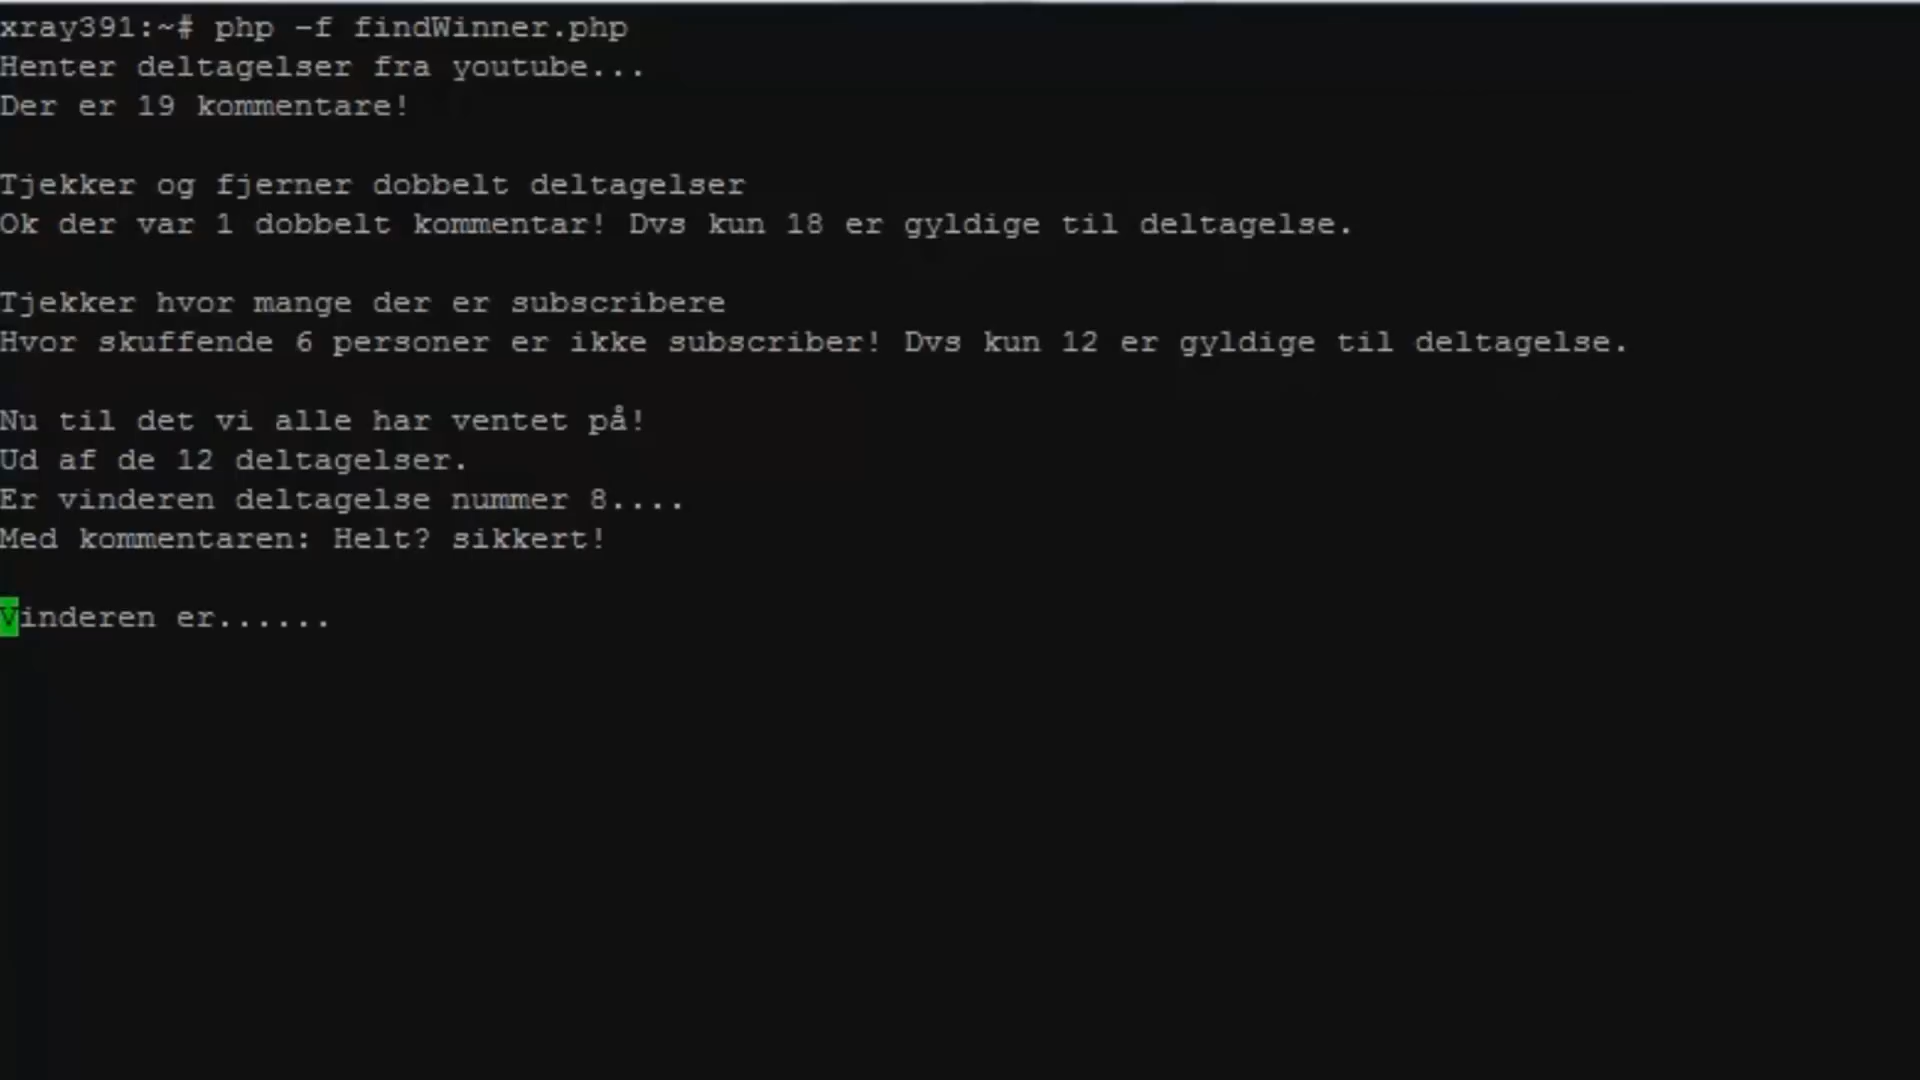 xray391:~# php -f findWinner.php
Henter deltagelser fra youtube...
Der er 19 kommentare!
Tjekker og fjerner dobbelt deltagelser
Ok der var 1 dobbelt kommentar! Dvs kun 18 er gyldige til deltagelse.
Tjekker hvor mange der er subscribere
Hvor skuffende 6 personer er ikke subscriber! Dvs kun 12 er gyldige til deltagelse.
Nu til det vi alle har ventet på!
Ud af de 12 deltagelser.
Er vinderen deltagelse nummer 8....
Med kommentaren: Helt? sikkert!
Vinderen er......